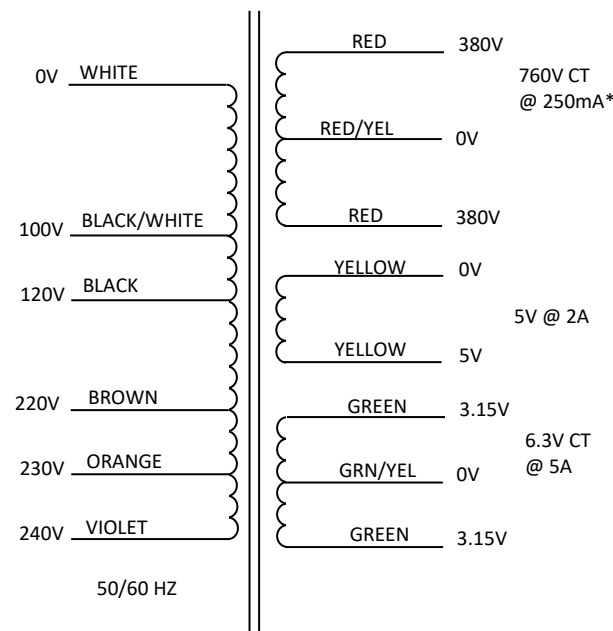 0V WHITE
100V BLACK/WHITE
120V BLACK
220V BROWN
230V ORANGE
240V VIOLET
50/60 HZ
RED 380V
760V CT
@ 250mA*
RED/YEL 0V
RED 380V
YELLOW 0V
5V @ 2A
YELLOW 5V
GREEN 3.15V
6.3V CT
@ 5A
GRN/YEL 0V
GREEN 3.15V